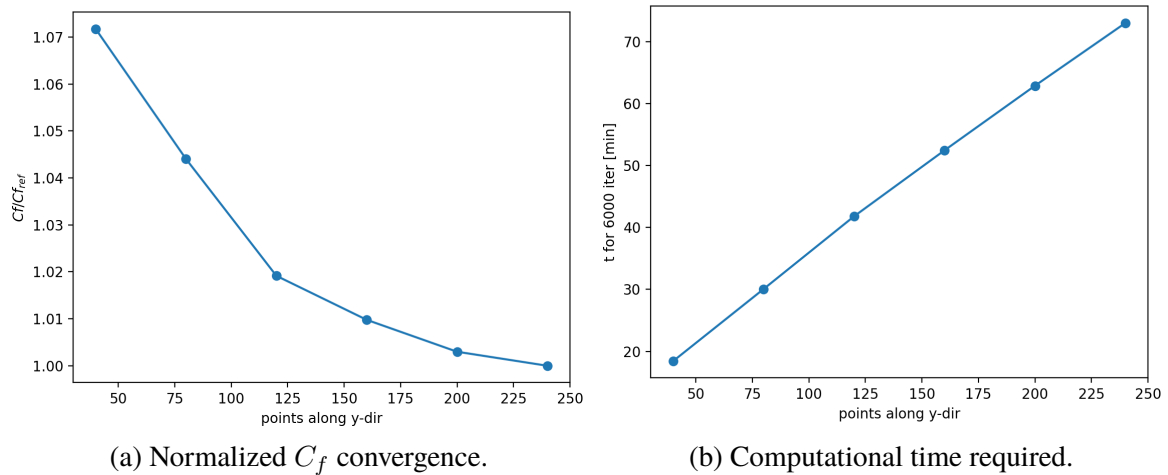 1.07
1.06
1.05
1.04
1.03
1.02
1.01
1.00
Cf/Cf_ref
50 75 100 125 150 175 200 225 250
points along y-dir
(a) Normalized C_f convergence.
70
60
50
40
30
20
t for 6000 iter [min]
50 75 100 125 150 175 200 225 250
points along y-dir
(b) Computational time required.